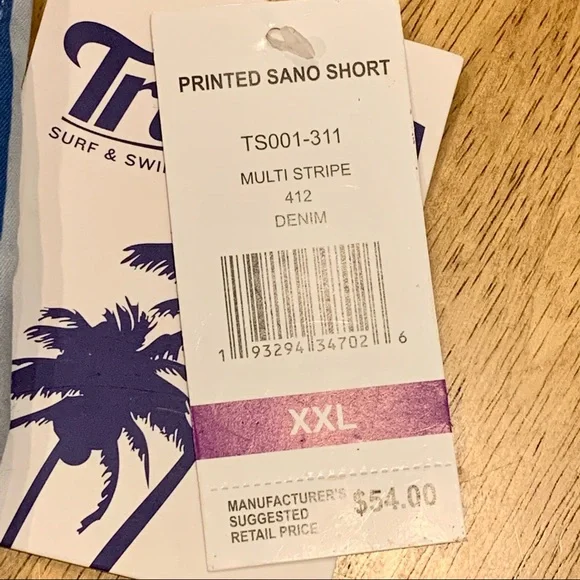 Tr
SURF & SWI
PRINTED SANO SHORT
TS001-311
MULTI STRIPE
412
DENIM
1 93294 34702 6
XXL
MANUFACTURER'S
SUGGESTED
RETAIL PRICE
$54.00